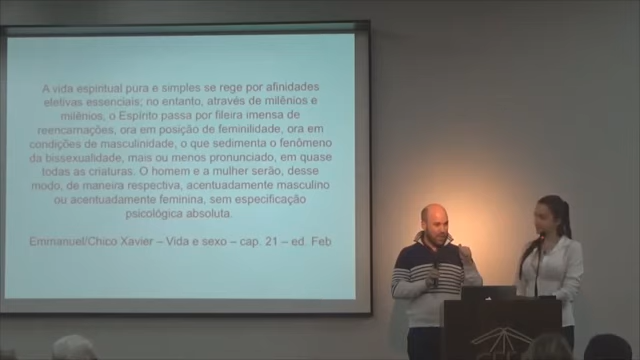 A vida espiritual pura e simples se rege por afinidades
eletivas essenciais; no entanto, através de milênios e
milênios, o Espírito passa por fileira imensa de
reencarnações, ora em posição de feminilidade, ora em
condições de masculinidade, o que sedimenta o fenômeno
da bissexualidade, mais ou menos pronunciado, em quase
todas as criaturas. O homem e a mulher serão, desse
modo, de maneira respectiva, acentuadamente masculino
ou acentuadamente feminina, sem especificação
psicológica absoluta.
Emmanuel/Chico Xavier – Vida e sexo – cap. 21 – ed. Feb